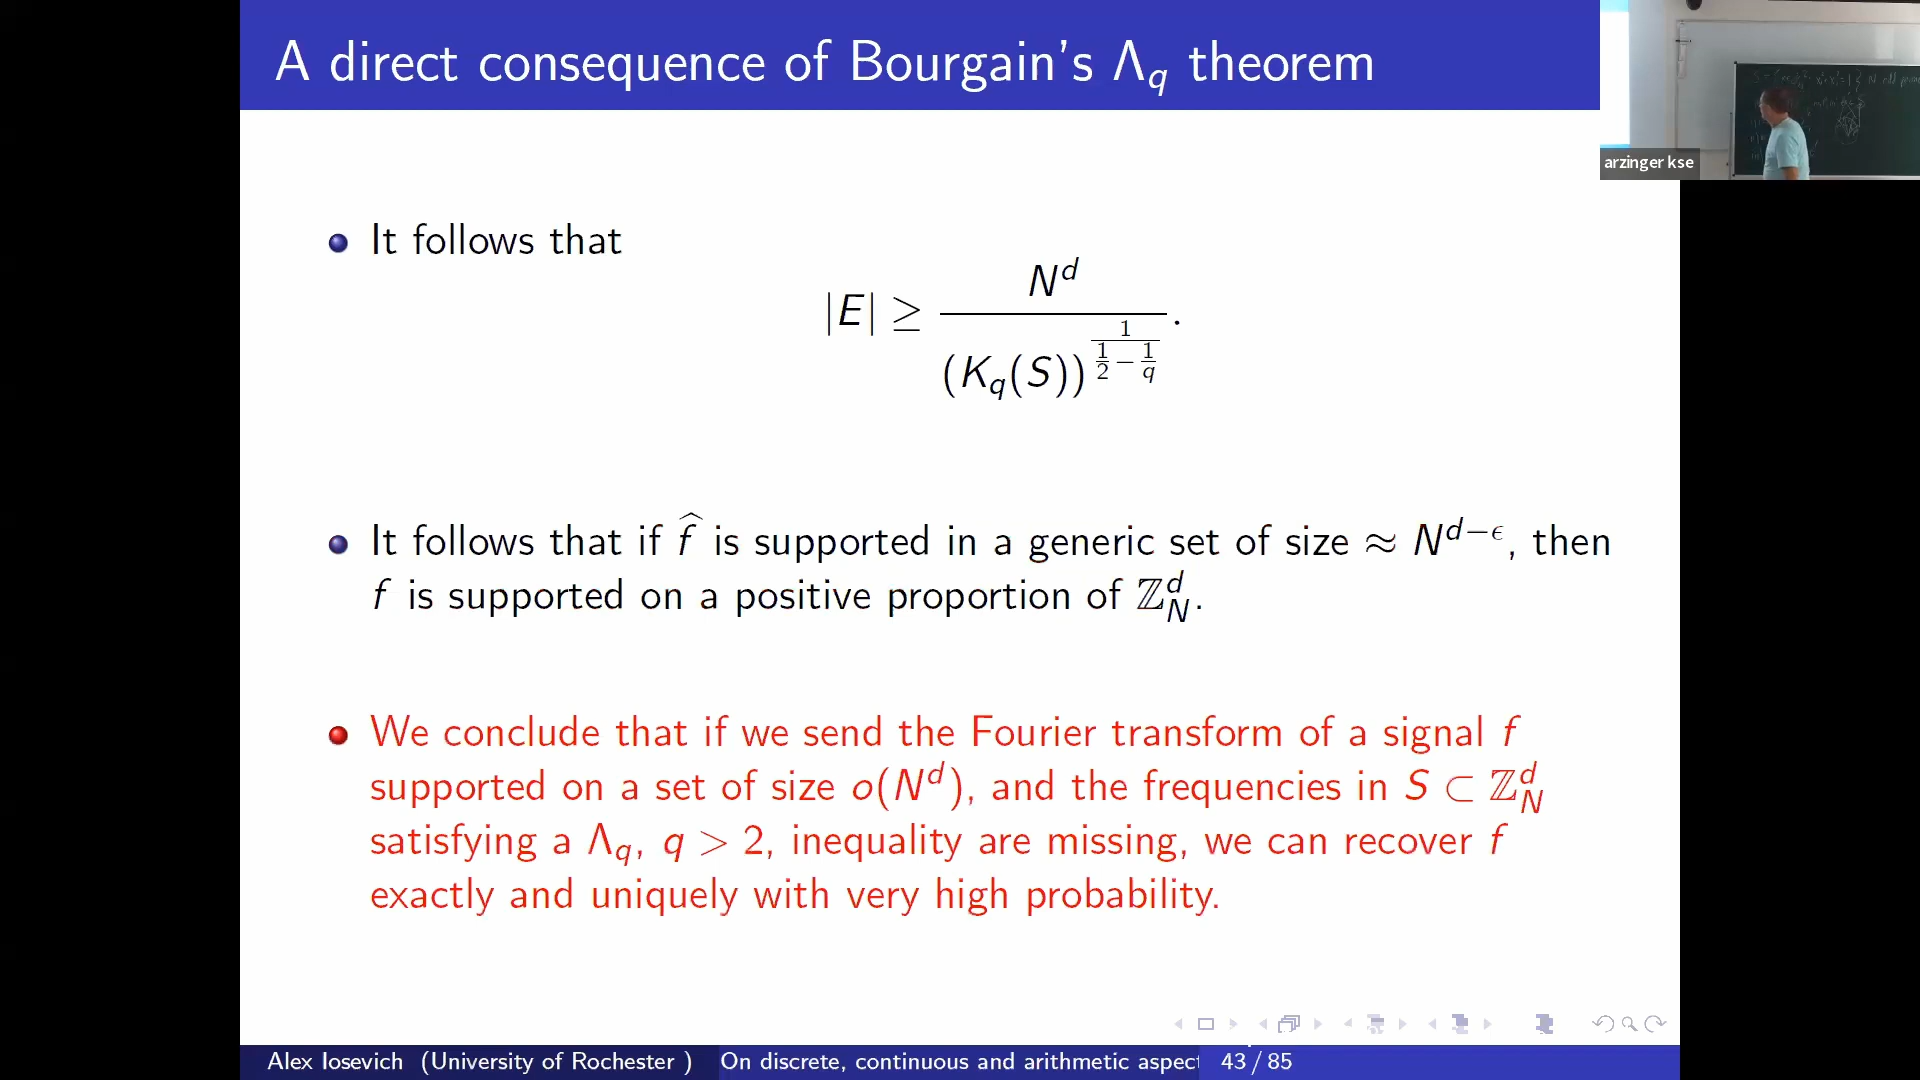 A direct consequence of Bourgain's Λ_q theorem
arzinger kse
It follows that
|E| ≥ N^d / (K_q(S))^{1/(1/2 − 1/q)}.
It follows that if f̂ is supported in a generic set of size ≈ N^{d−ϵ}, then
f is supported on a positive proportion of ℤ_N^d.
We conclude that if we send the Fourier transform of a signal f
supported on a set of size o(N^d), and the frequencies in S ⊂ ℤ_N^d
satisfying a Λ_q, q > 2, inequality are missing, we can recover f
exactly and uniquely with very high probability.
Alex Iosevich (University of Rochester ) On discrete, continuous and arithmetic aspect 43 / 85